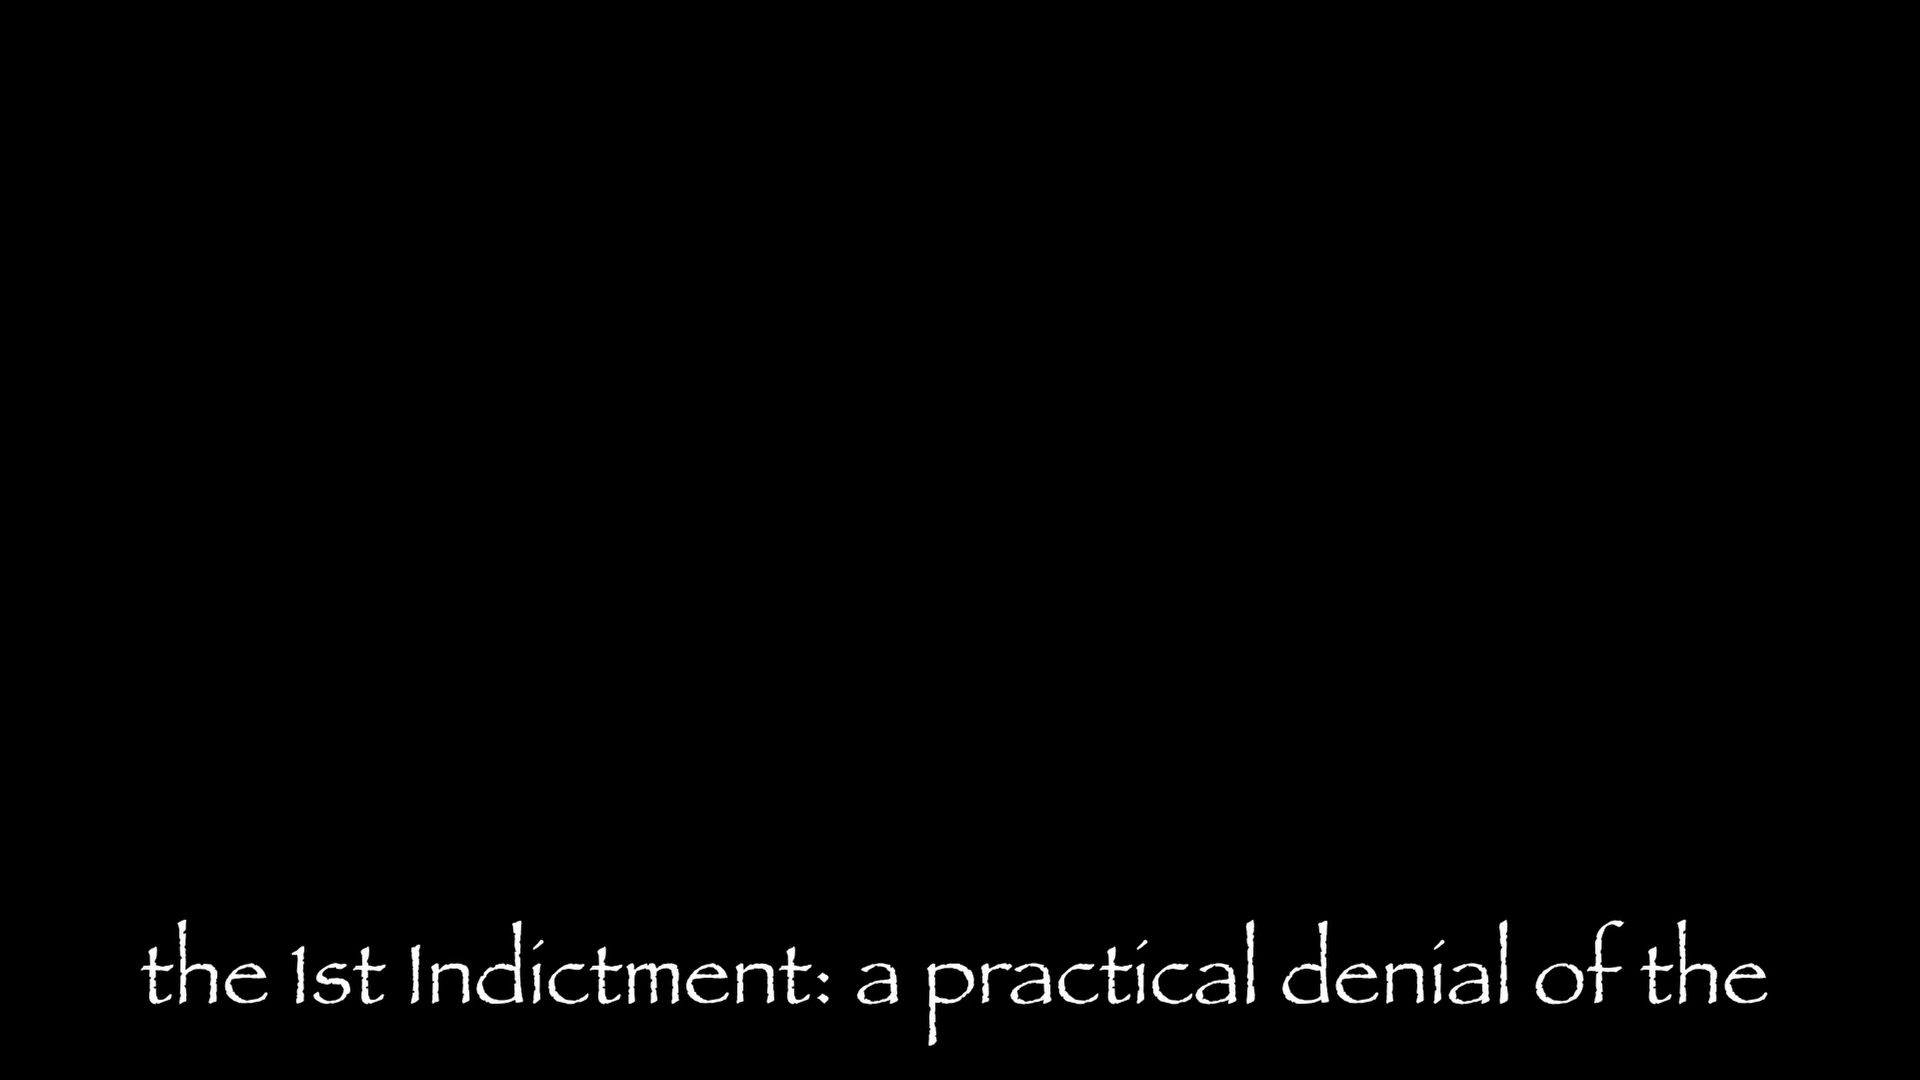 the 1st Indictment: a practical denial of the